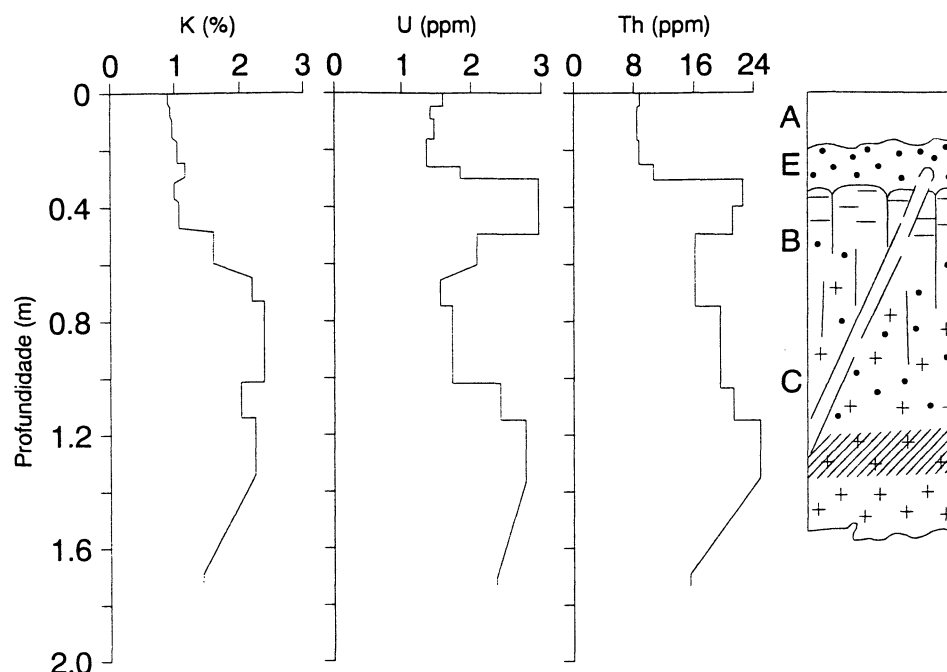 K (%)
U (ppm)
Th (ppm)
0 1 2 3
0 1 2 3
0 8 16 24
0
0.4
0.8
1.2
1.6
2.0
Profundidade (m)
A
E
B
C